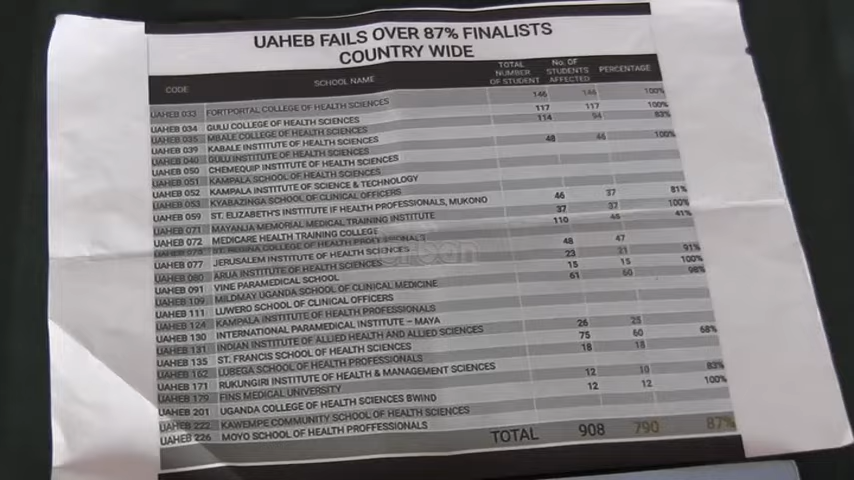 UAHEB FAILS OVER 87% FINALISTS
COUNTRY WIDE
CODE SCHOOL NAME TOTAL NUMBER OF STUDENT No. OF STUDENTS AFFECTED PERCENTAGE
UAHEB 033 FORTPORTAL COLLEGE OF HEALTH SCIENCES 146 146 100%
UAHEB 034 GULU COLLEGE OF HEALTH SCIENCES 117 117 100%
UAHEB 035 MBALE COLLEGE OF HEALTH SCIENCES 114 94 83%
UAHEB 039 KABALE INSTITUTE OF HEALTH SCIENCES
UAHEB 040 GULU INSTITUTE OF HEALTH SCIENCES 48 46 100%
UAHEB 050 CHEMEQUIP INSTITUTE OF HEALTH SCIENCES
UAHEB 051 KAMPALA SCHOOL OF HEALTH SCIENCES
UAHEB 052 KAMPALA INSTITUTE OF SCIENCE & TECHNOLOGY
UAHEB 053 KYABAZINGA SCHOOL OF CLINICAL OFFICERS
UAHEB 059 ST. ELIZABETH'S INSTITUTE IF HEALTH PROFESSIONALS, MUKONO 46 37 81%
UAHEB 071 MAYANJA MEMORIAL MEDICAL TRAINING INSTITUTE 37 37 100%
UAHEB 072 MEDICARE HEALTH TRAINING COLLEGE 110 45 41%
UAHEB 075 ST. REGINA COLLEGE OF HEALTH
UAHEB 077 JERUSALEM INSTITUTE OF HEALTH SCIENCES 48 47
UAHEB 080 ARUA INSTITUTE OF HEALTH SCIENCES 23 21 91%
UAHEB 091 VINE PARAMEDICAL SCHOOL 15 15 100%
UAHEB 109 MILDMAY UGANDA SCHOOL OF CLINICAL MEDICINE 61 60 98%
UAHEB 111 LUWERO SCHOOL OF CLINICAL OFFICERS
UAHEB 124 KAMPALA INSTITUTE OF HEALTH PROFESSIONALS
UAHEB 130 INTERNATIONAL PARAMEDICAL INSTITUTE – MAYA
UAHEB 131 INDIAN INSTITUTE OF ALLIED HEALTH AND ALLIED SCIENCES 26 25
UAHEB 135 ST. FRANCIS SCHOOL OF HEALTH SCIENCES 75 60 68%
UAHEB 162 LUBEGA SCHOOL OF HEALTH PROFESSIONALS 18 18
UAHEB 171 RUKUNGIRI INSTITUTE OF HEALTH & MANAGEMENT SCIENCES
UAHEB 179 FINS MEDICAL UNIVERSITY 12 10 83%
UAHEB 201 UGANDA COLLEGE OF HEALTH SCIENCES BWIND 12 12 100%
UAHEB 222 KAWEMPE COMMUNITY SCHOOL OF HEALTH SCIENCES
UAHEB 226 MOYO SCHOOL OF HEALTH PROFFESSIONALS
TOTAL 908 790 87%